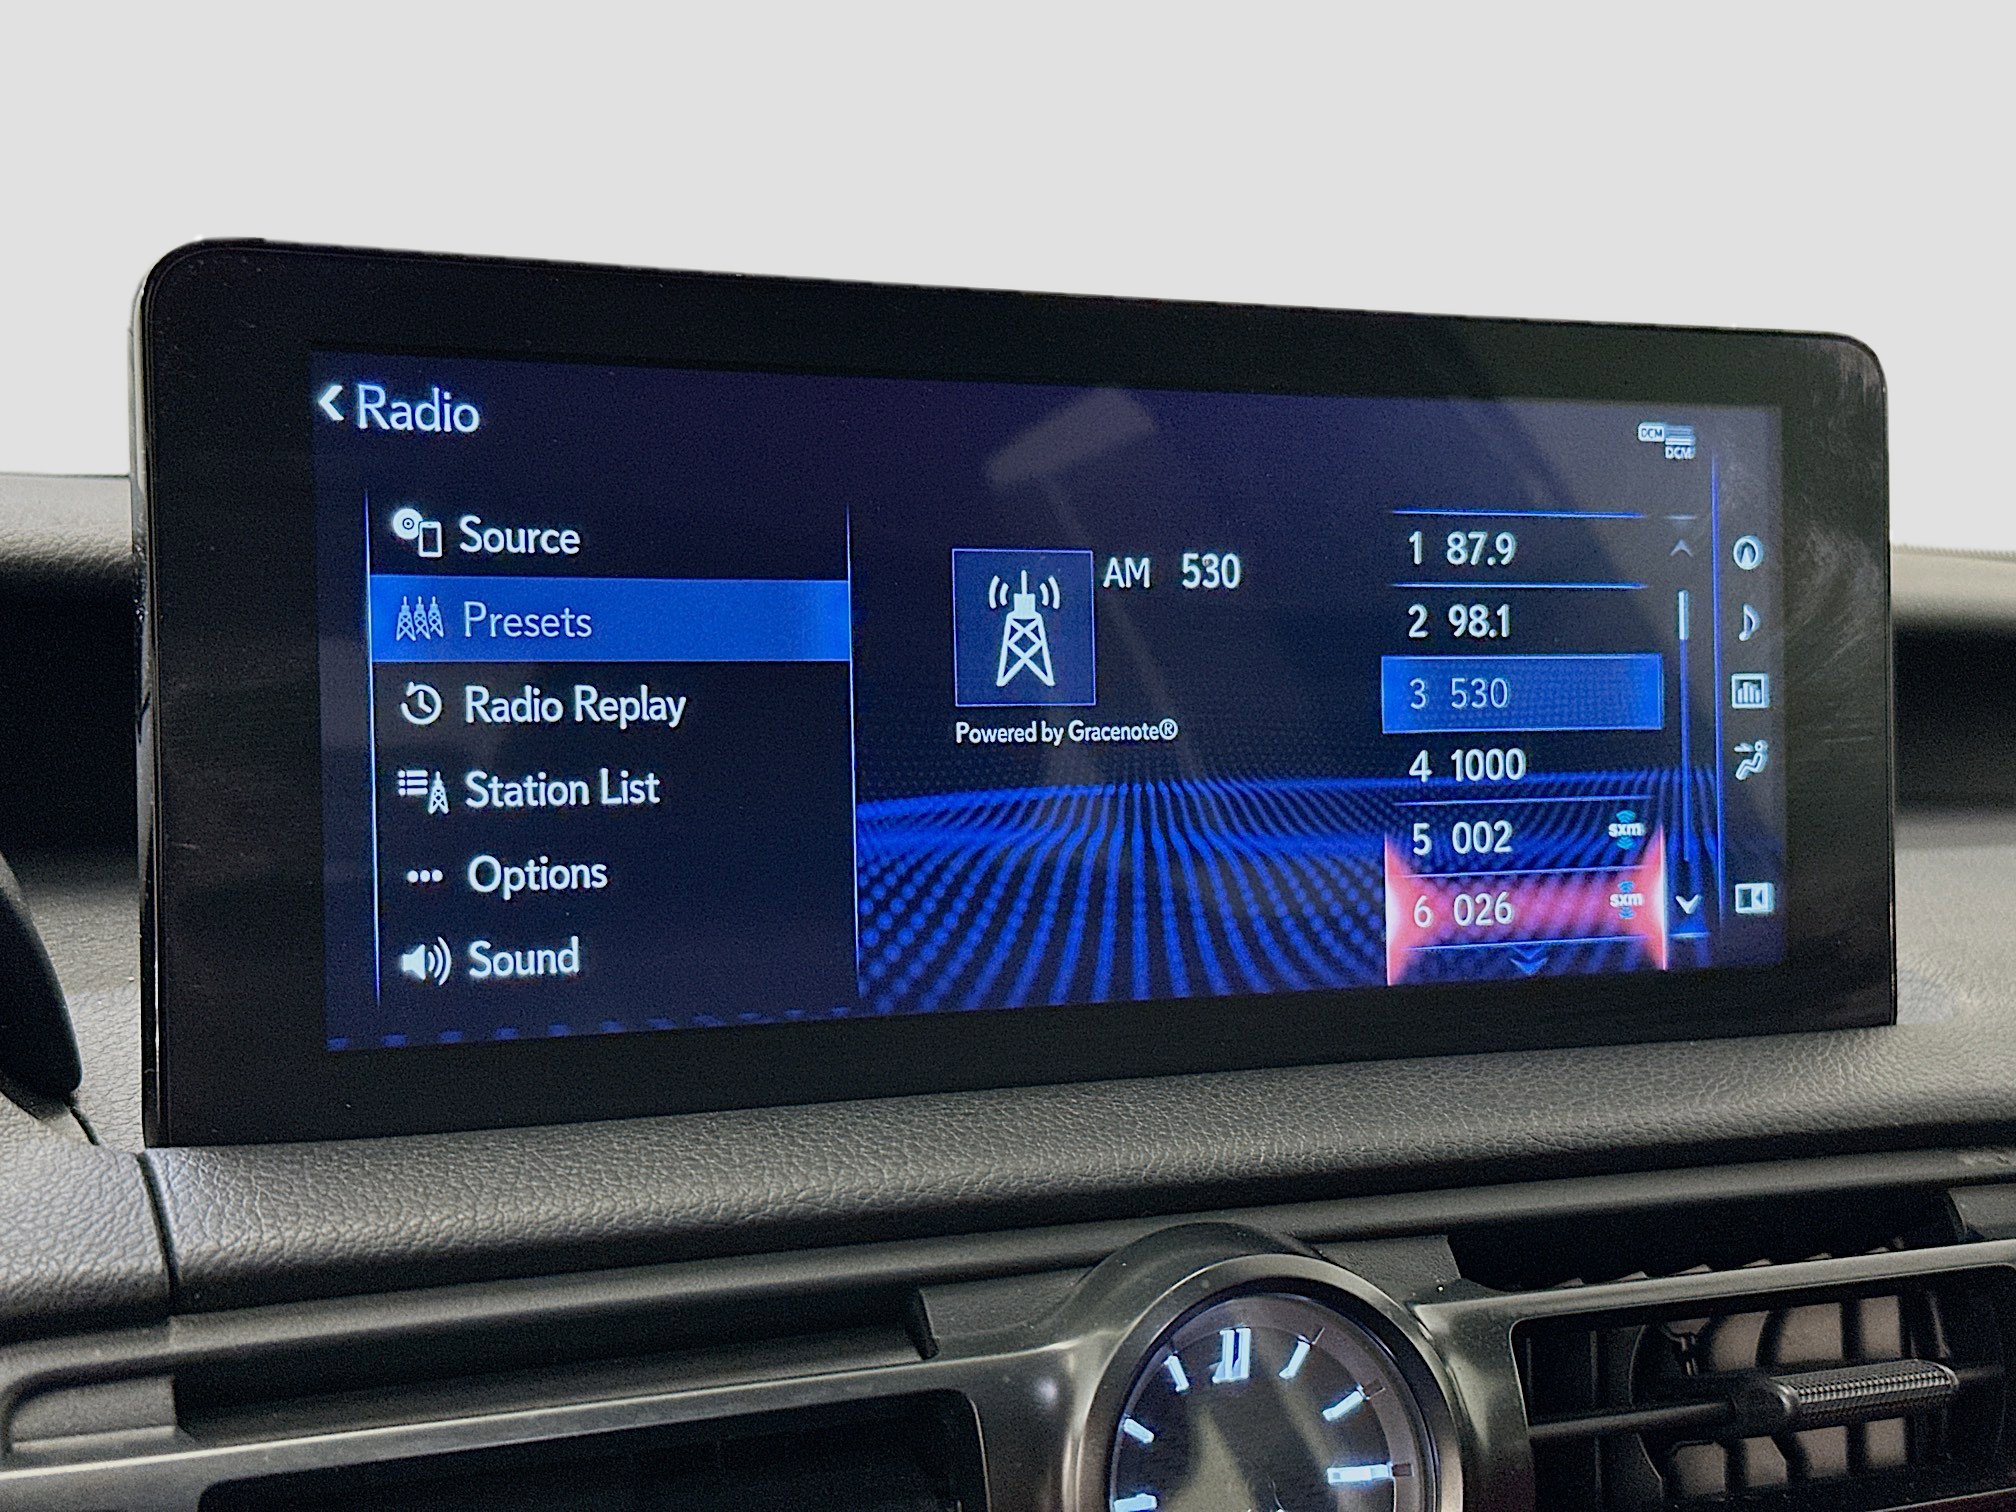 Radio
DCM
DCM
Source
Presets
Radio Replay
Station List
Options
Sound
AM 530
Powered by Gracenote®
1 87.9
2 98.1
3 530
4 1000
5 002 sxm
6 026 sxm